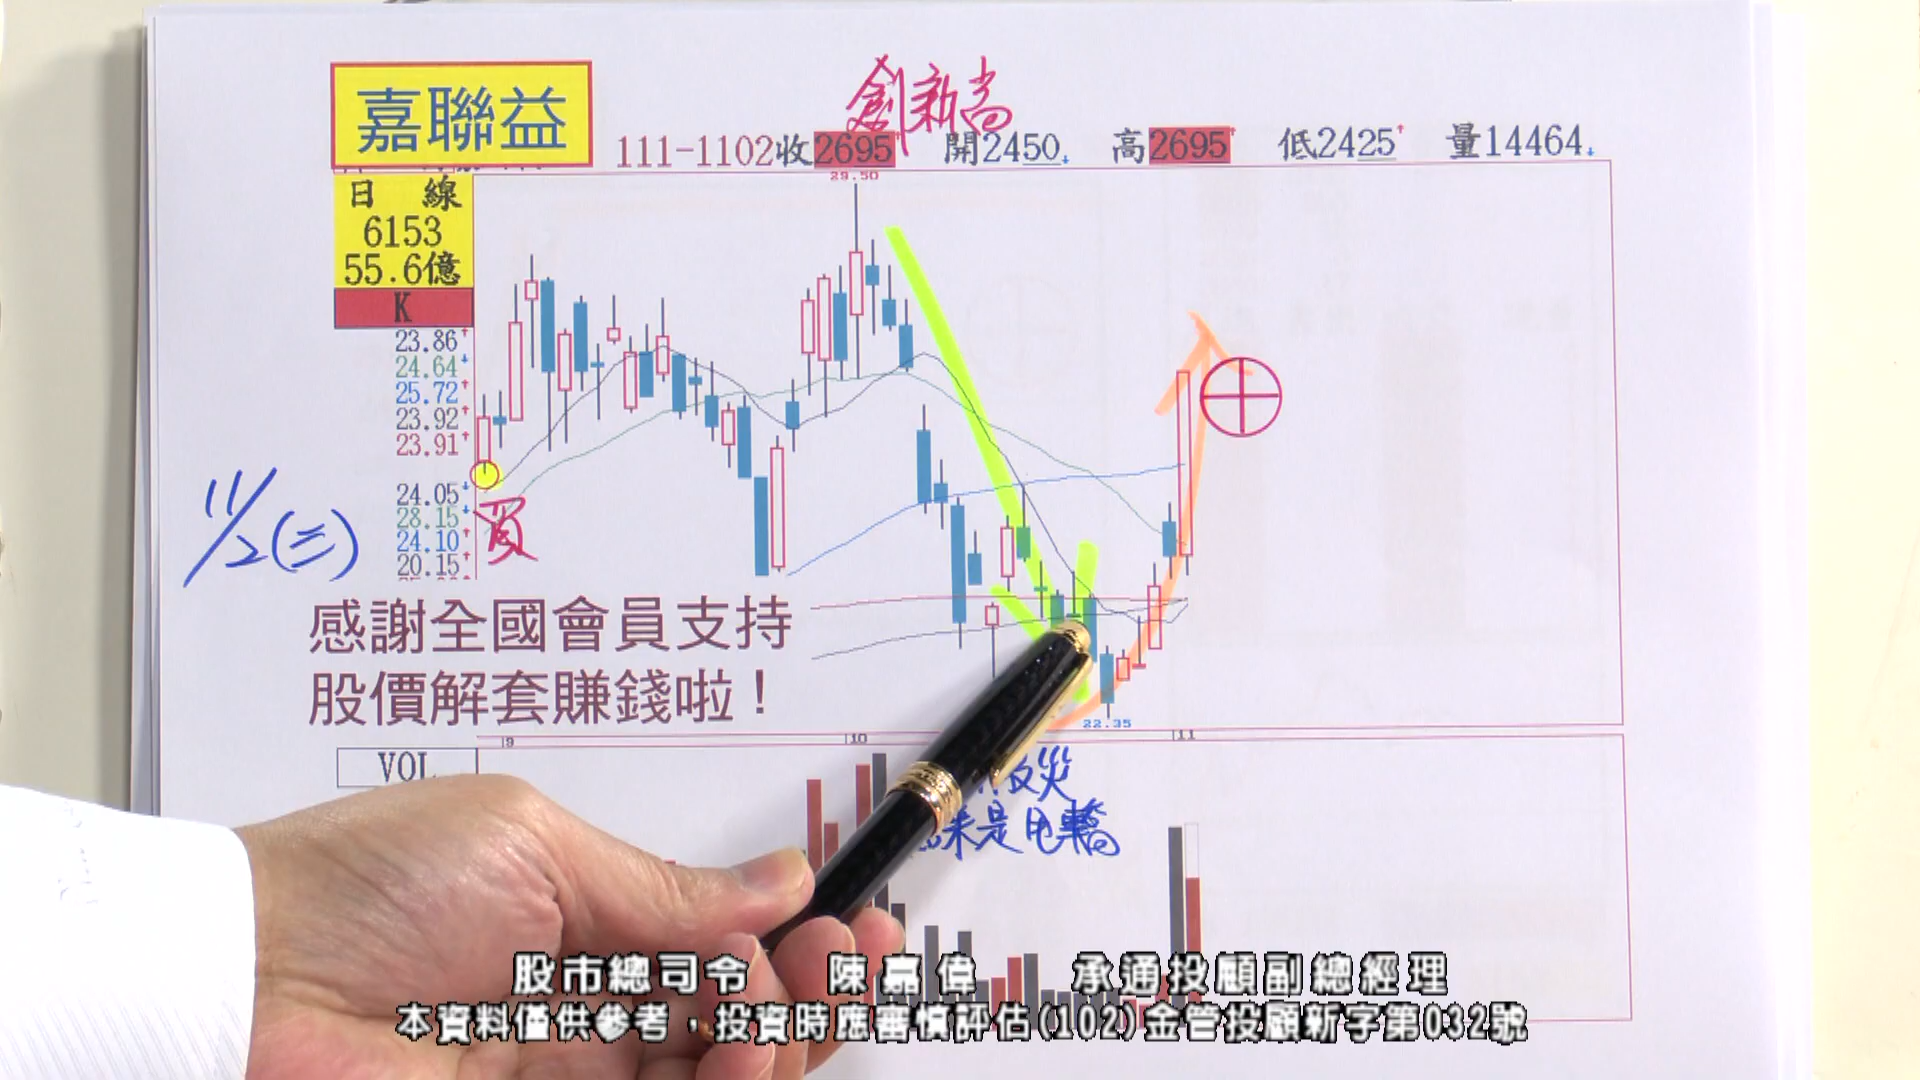 創新高
嘉聯益
111-1102收2695 開2450 高2695 低2425 量14464
日 線
6153
55.6億
K
23.86
24.64
25.72
23.92
23.91
24.05
28.15
24.10
20.15
29.50
11/2(三)
買
感謝全國會員支持
股價解套賺錢啦！
22.35
9 10 11
VOL
災
是甩轎
股市總司令 陳嘉偉 承通投顧副總經理
本資料僅供參考，投資時應審慎評估(102)金管投顧新字第032號